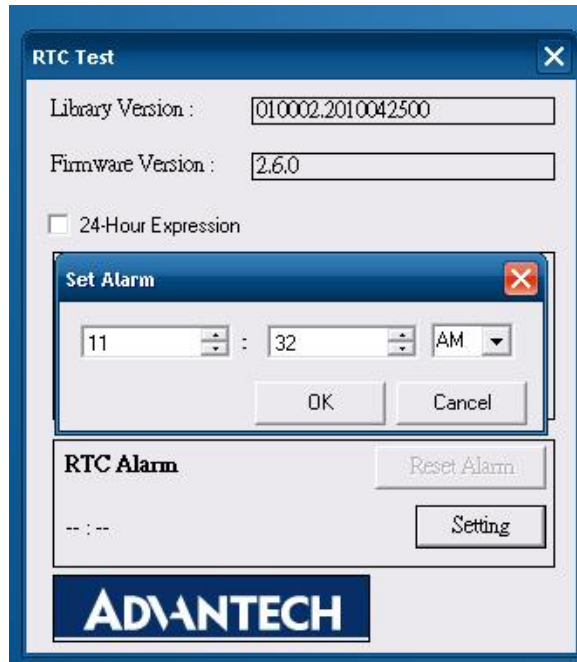 RTC Test
Library Version : 010002.2010042500
Firmware Version : 2.6.0
24-Hour Expression
Set Alarm
11 : 32 AM
OK Cancel
RTC Alarm Reset Alarm
-- : -- Setting
ADVANTECH